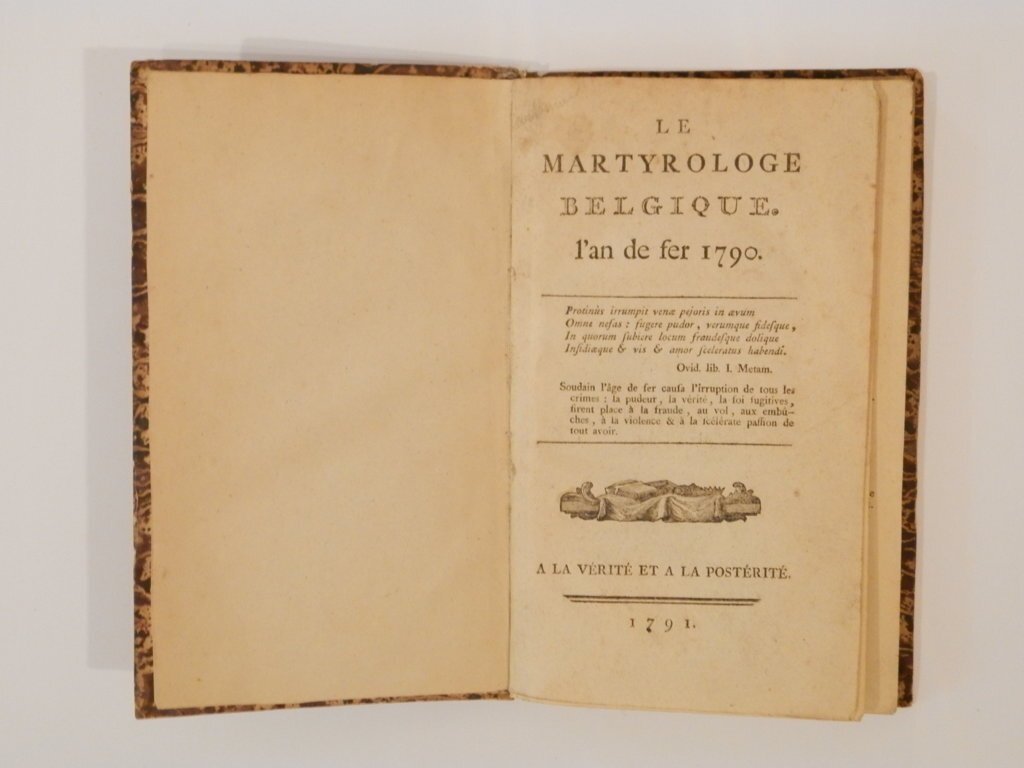 LE
MARTYROLOGE
BELGIQUE.
l'an de fer 1790.
Protinùs irrumpit venæ pejoris in ævum
Omne neſas : fugere pudor, verumque fideſque,
In quorum ſubiere locum fraudeſque dolique
Inſidiæque & vis & amor ſceleratus habendi.
Ovid. lib. I. Metam.
Soudain l'âge de fer cauſa l'irruption de tous les
crimes : la pudeur, la vérité, la foi fugitives,
firent place à la fraude, au vol, aux embû-
ches, à la violence & à la ſcélérate paſſion de
tout avoir.
A LA VÉRITÉ ET A LA POSTÉRITÉ.
1791.